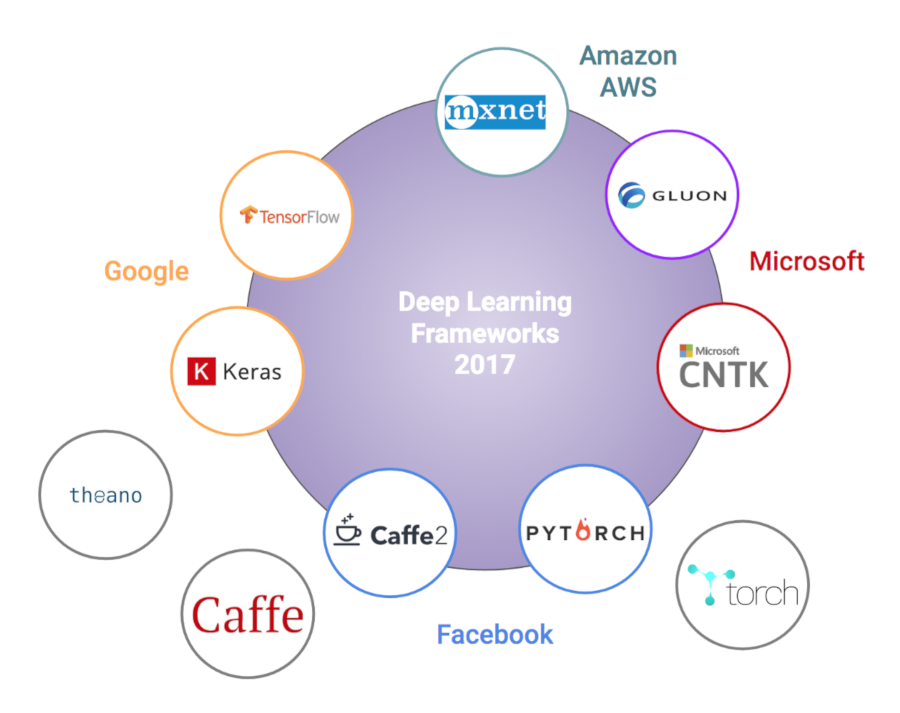 Amazon
AWS
mxnet
GLUON
TensorFlow
Google
Microsoft
Deep Learning
Frameworks
2017
K Keras
Microsoft
CNTK
theano
Caffe2
PYTORCH
Caffe
torch
Facebook